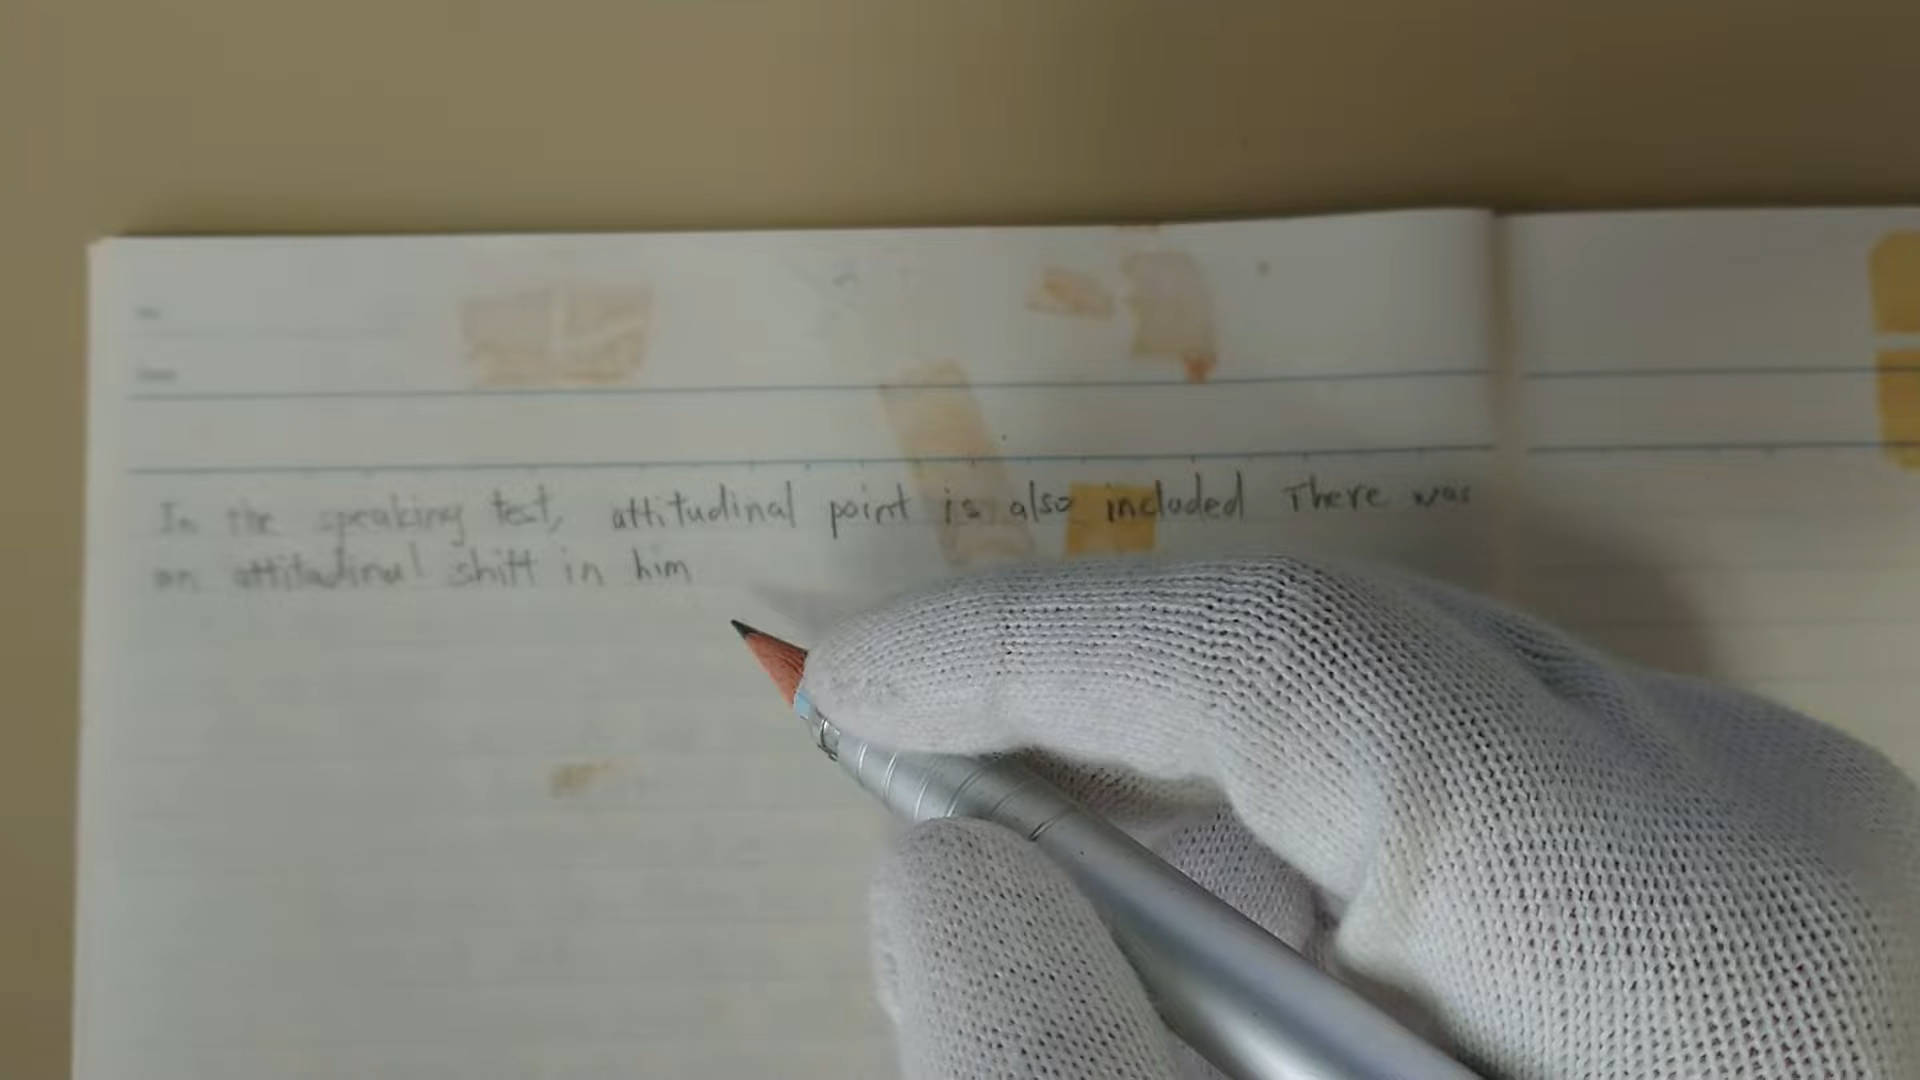 In the speaking test, attitudinal point is also included There was
an attitudinal shift in him